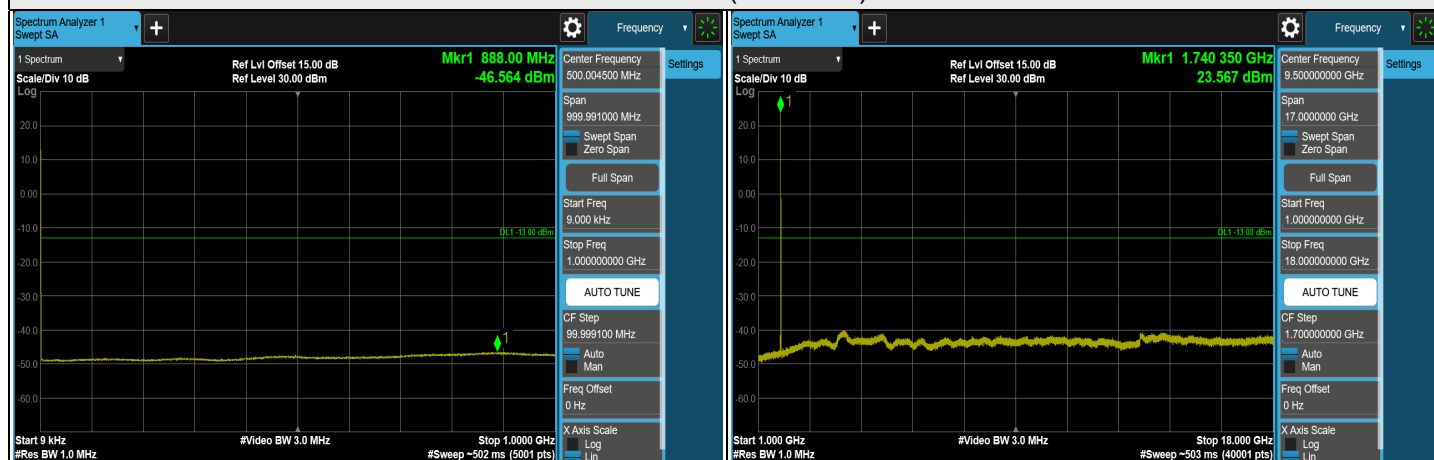 Spectrum Analyzer 1
Swept SA
+
Frequency
1 Spectrum
Ref Lvl Offset 15.00 dB
Mkr1 888.00 MHz
Scale/Div 10 dB
Ref Level 30.00 dBm
-46.564 dBm
Log
20.0
10.0
0.00
-10.0
-20.0
-30.0
-40.0
-50.0
-60.0
1
DL1 -13.00 dBm
Start 9 kHz
#Video BW 3.0 MHz
Stop 1.0000 GHz
#Res BW 1.0 MHz
#Sweep ~502 ms (5001 pts)
Center Frequency
500.004500 MHz
Settings
Span
999.991000 MHz
Swept Span
Zero Span
Full Span
Start Freq
9.000 kHz
Stop Freq
1.000000000 GHz
AUTO TUNE
CF Step
99.999100 MHz
Auto
Man
Freq Offset
0 Hz
X Axis Scale
Log
Lin
Spectrum Analyzer 1
Swept SA
+
Frequency
1 Spectrum
Ref Lvl Offset 15.00 dB
Mkr1 1.740 350 GHz
Scale/Div 10 dB
Ref Level 30.00 dBm
23.567 dBm
Log
20.0
10.0
0.00
-10.0
-20.0
-30.0
-40.0
-50.0
-60.0
1
DL1 -13.00 dBm
Start 1.000 GHz
#Video BW 3.0 MHz
Stop 18.000 GHz
#Res BW 1.0 MHz
#Sweep ~503 ms (40001 pts)
Center Frequency
9.500000000 GHz
Settings
Span
17.0000000 GHz
Swept Span
Zero Span
Full Span
Start Freq
1.000000000 GHz
Stop Freq
18.000000000 GHz
AUTO TUNE
CF Step
1.700000000 GHz
Auto
Man
Freq Offset
0 Hz
X Axis Scale
Log
Lin